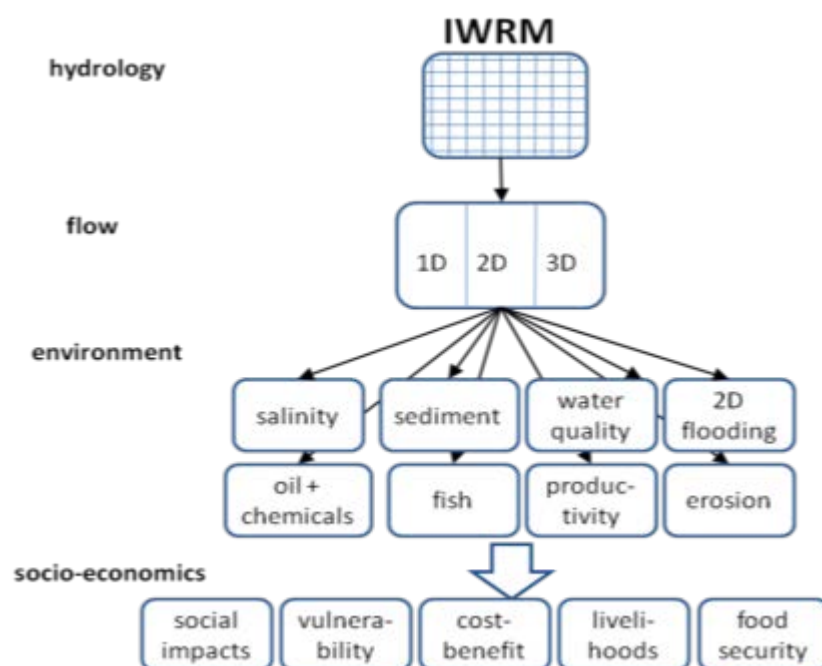 IWRM
hydrology
flow
1D 2D 3D
environment
salinity
sediment
water
quality
2D
flooding
oil +
chemicals
fish
produc-
tivity
erosion
socio-economics
social
impacts
vulnera-
bility
cost-
benefit
liveli-
hoods
food
security